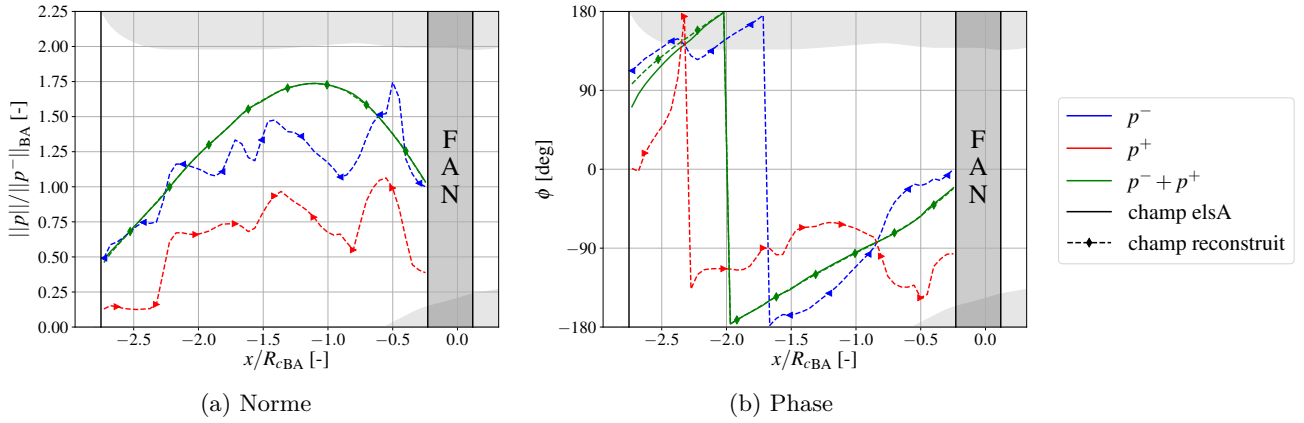 2.25
2.00
1.75
1.50
1.25
1.00
0.75
0.50
0.25
0.00
||p||/||p⁻||BA [-]
−2.5 −2.0 −1.5 −1.0 −0.5 0.0
x/RcBA [-]
F
A
N
(a) Norme
180
90
0
−90
−180
ϕ [deg]
−2.5 −2.0 −1.5 −1.0 −0.5 0.0
x/RcBA [-]
F
A
N
(b) Phase
p⁻
p⁺
p⁻ + p⁺
champ elsA
champ reconstruit